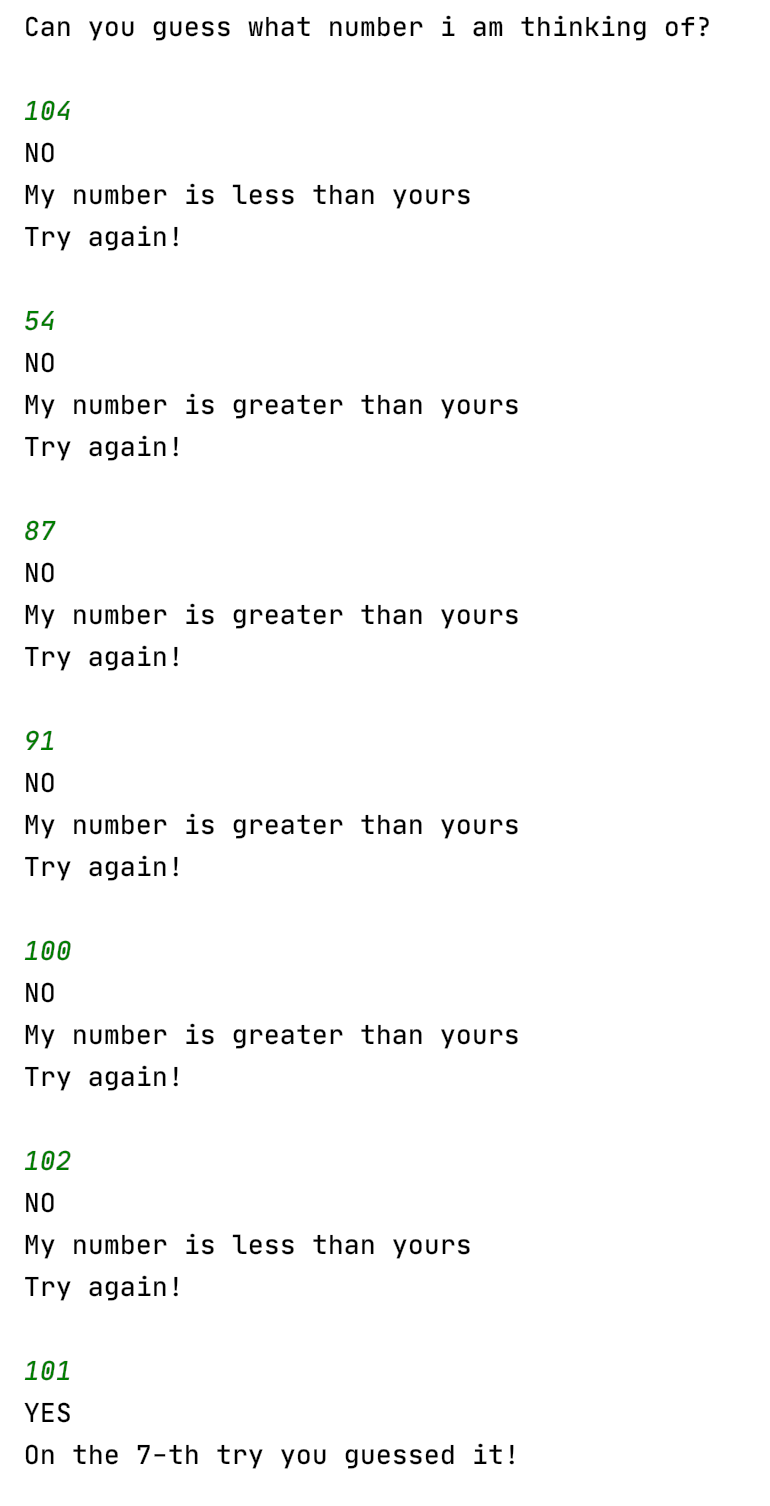 Can you guess what number i am thinking of?
104
NO
My number is less than yours
Try again!
54
NO
My number is greater than yours
Try again!
87
NO
My number is greater than yours
Try again!
91
NO
My number is greater than yours
Try again!
100
NO
My number is greater than yours
Try again!
102
NO
My number is less than yours
Try again!
101
YES
On the 7-th try you guessed it!